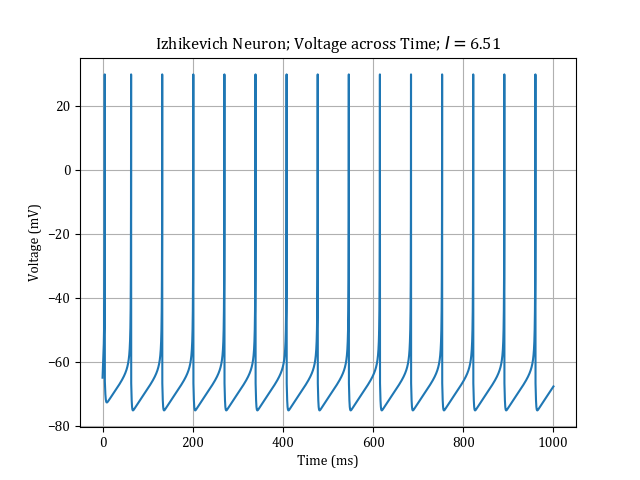 Izhikevich Neuron; Voltage across Time; I = 6.51
20
0
−20
−40
−60
−80
Voltage (mV)
0 200 400 600 800 1000
Time (ms)